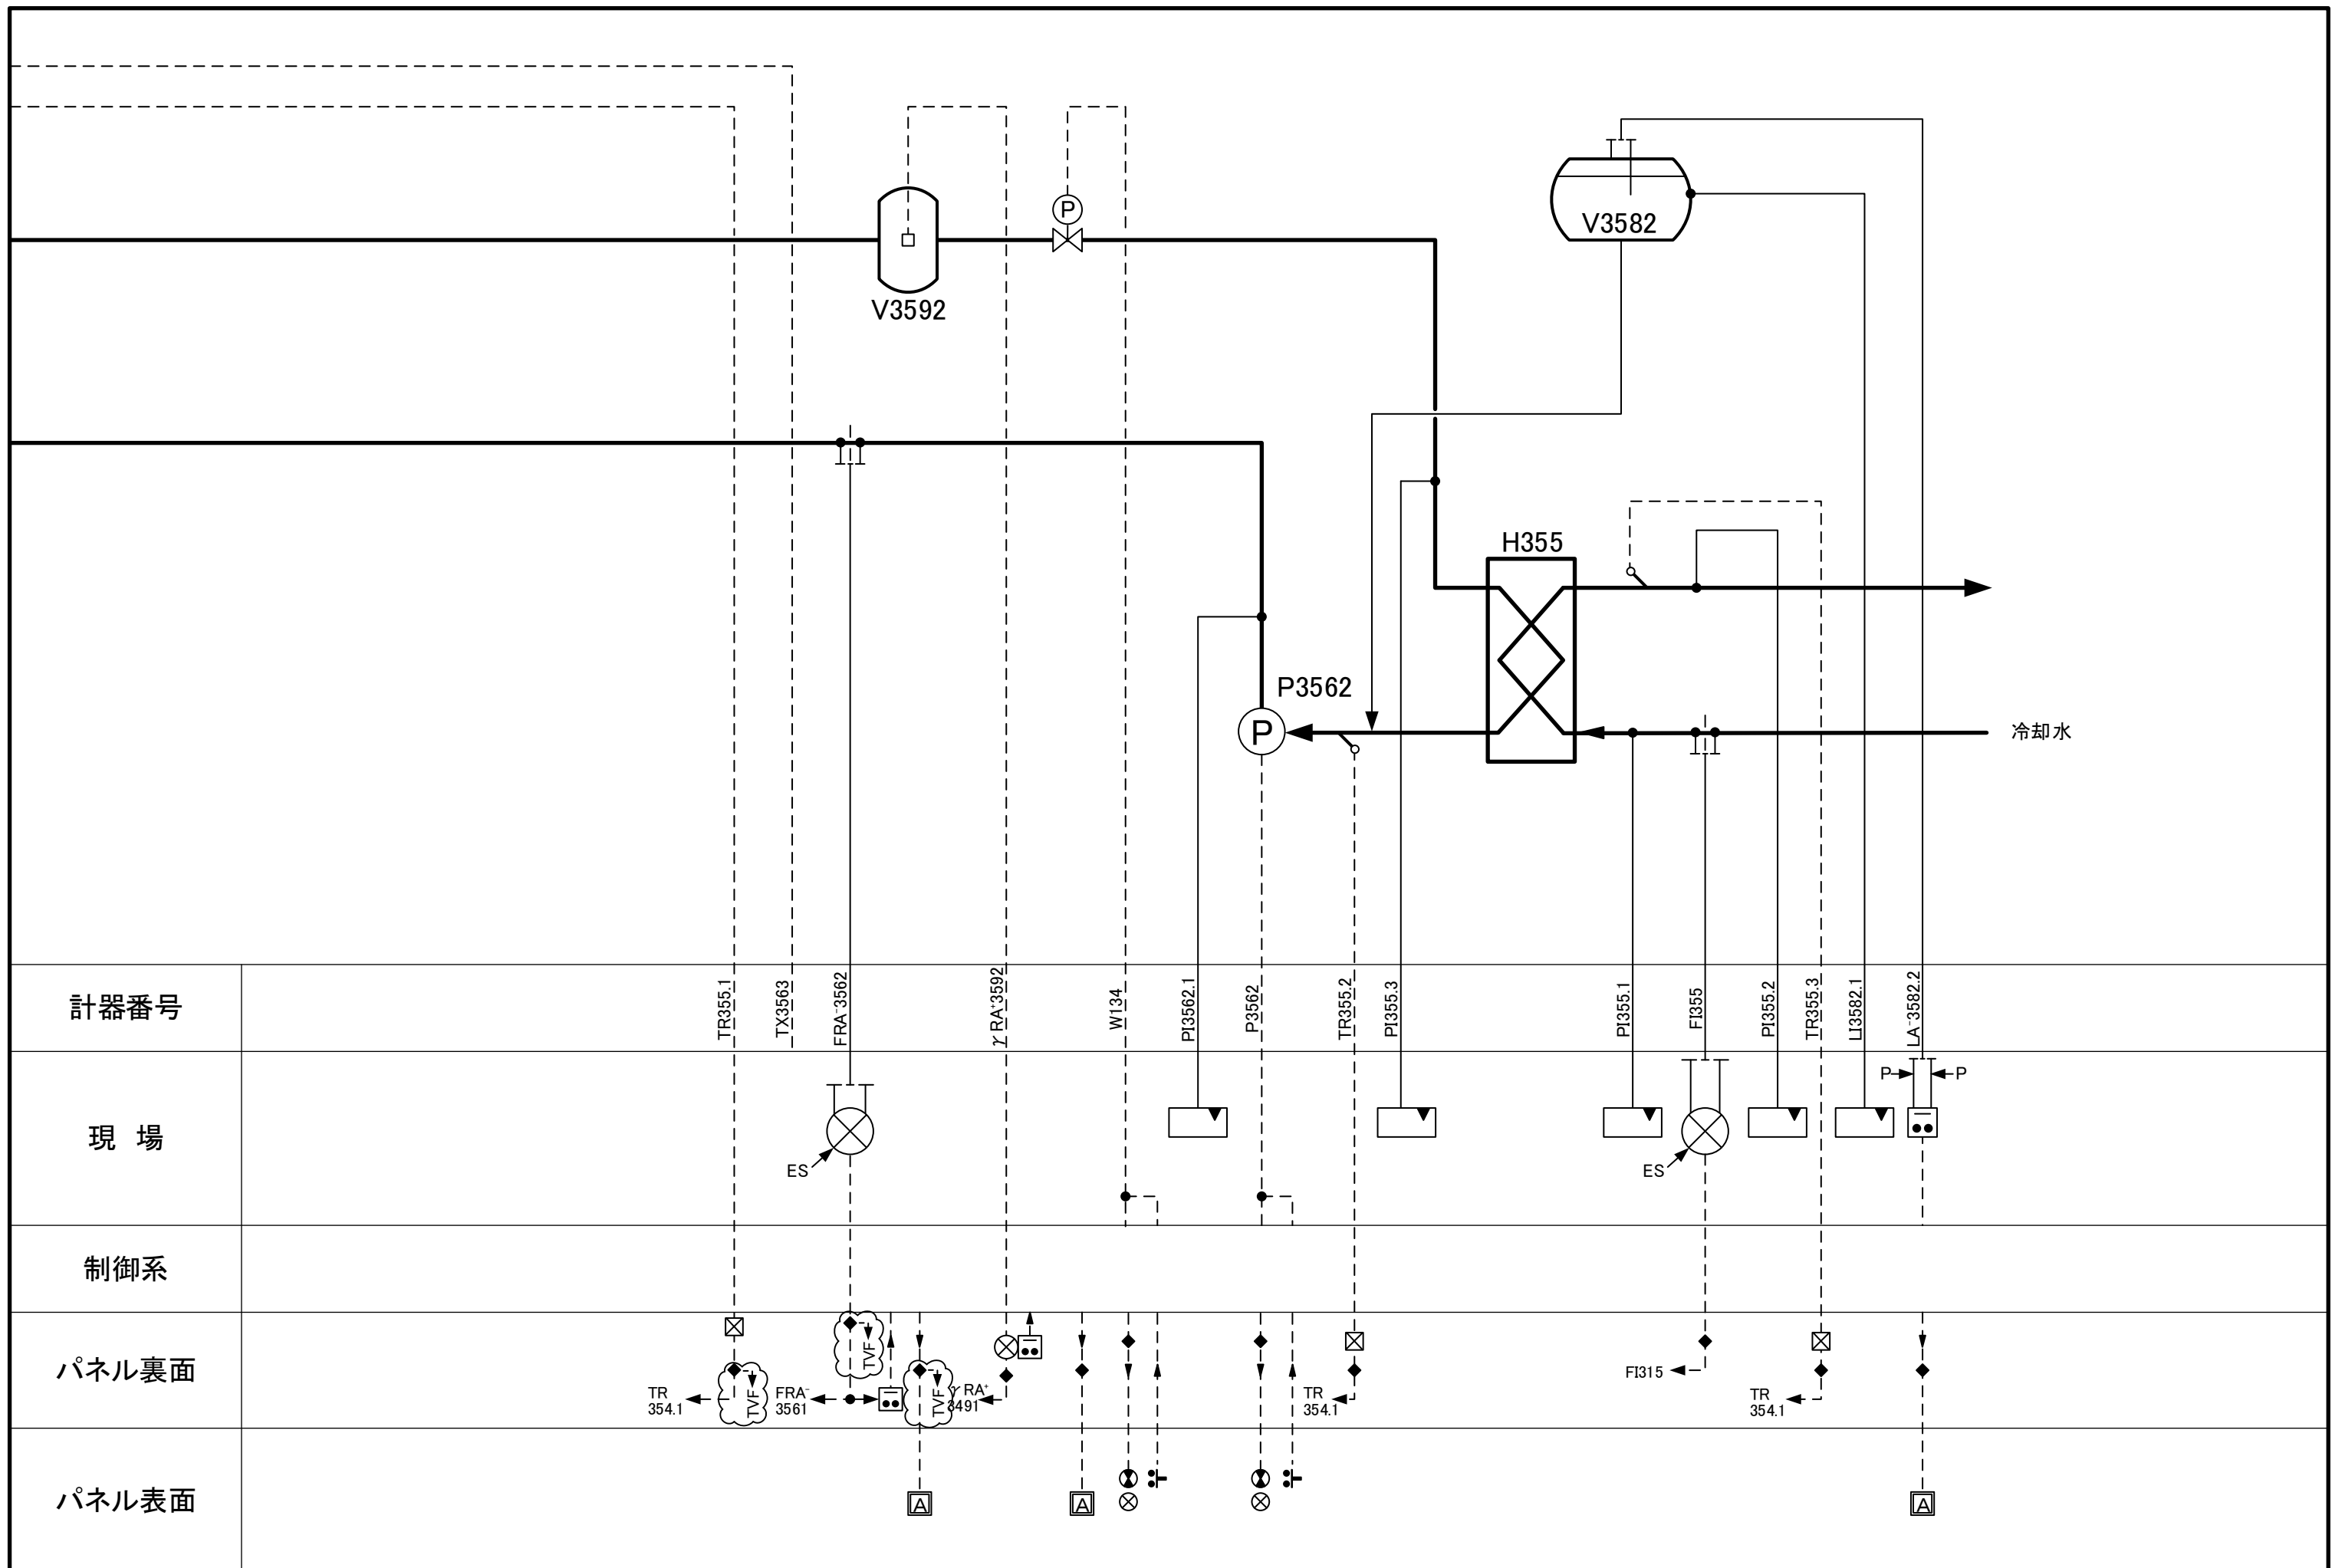 P
V3582
V3592
H355
P3562
P
冷却水
計器番号
TR355.1
TX3563
FRA⁻3562
γRA⁺3592
W134
PI3562.1
P3562
TR355.2
PI355.3
PI355.1
FI355
PI355.2
TR355.3
LI3582.1
LA⁻3582.2
現 場
P
P
ES
ES
制御系
パネル裏面
TR
354.1
TVF
FRA⁻
3561
TVF
TVF
γRA⁺
3491
TR
354.1
FI315
TR
354.1
パネル表面
A
A
A